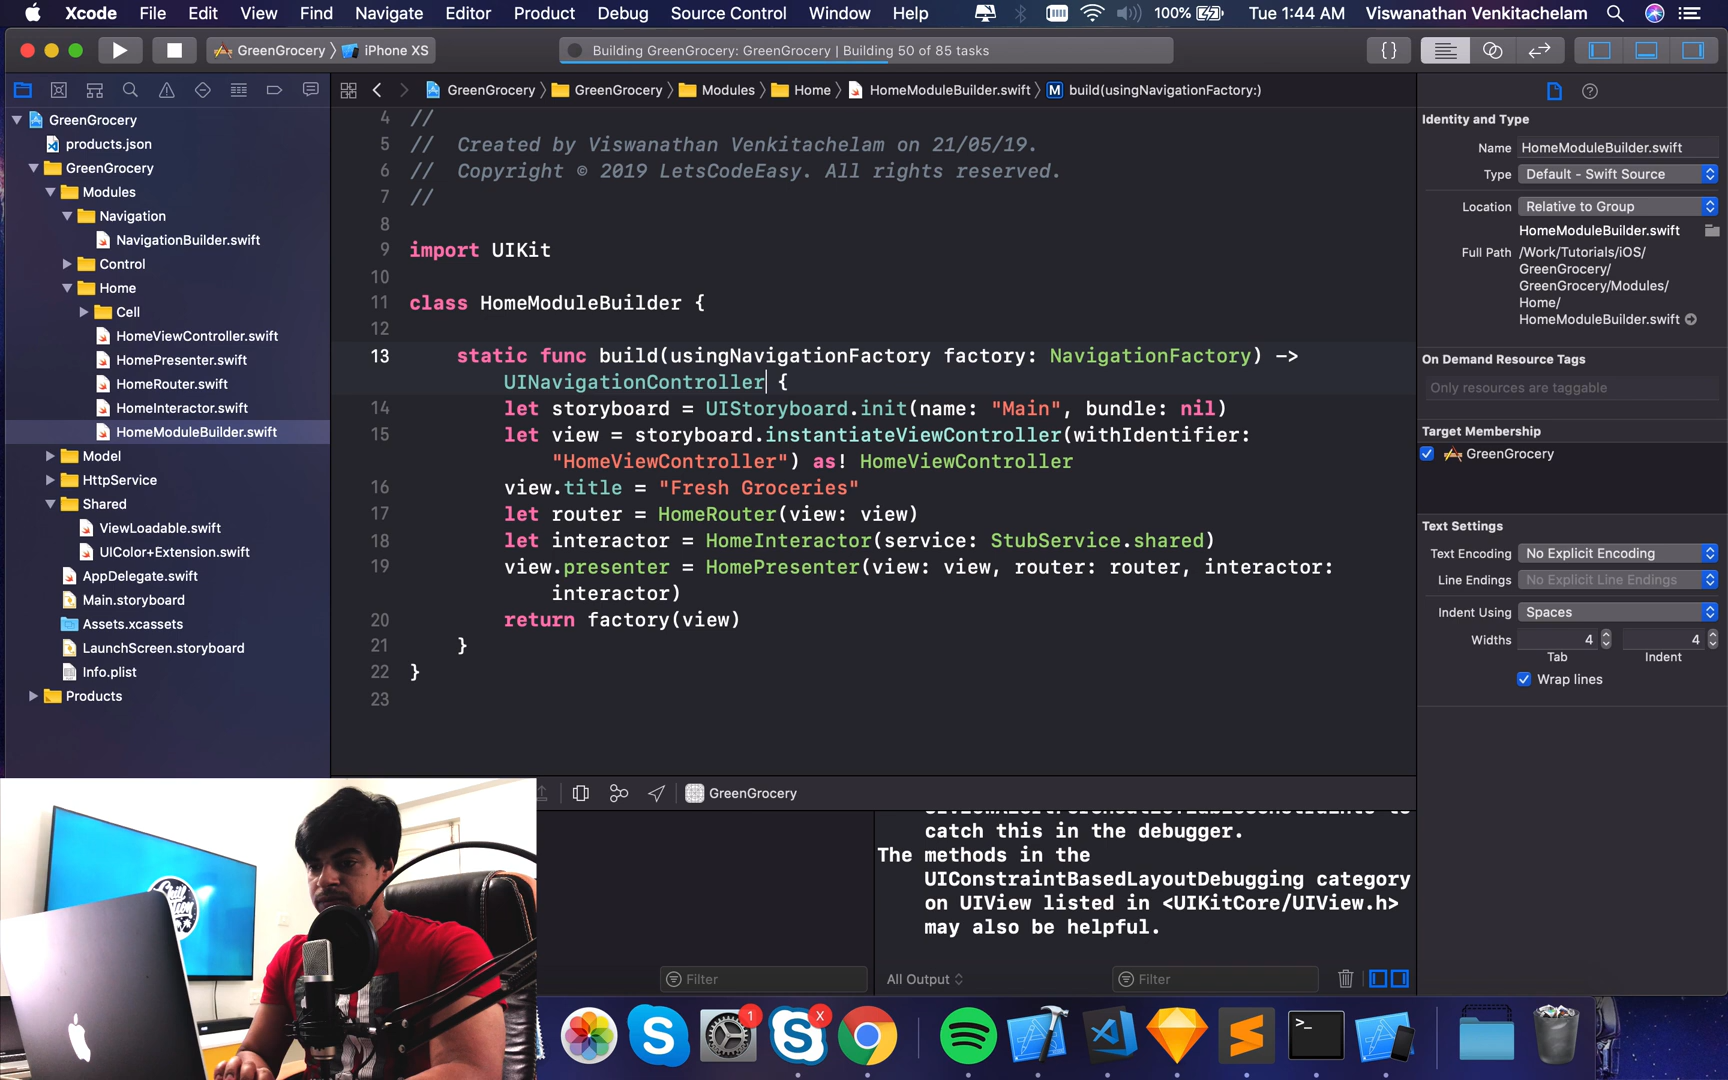 Xcode File Edit View Find Navigate Editor Product Debug Source Control Window Help 100% Tue 1:44 AM Viswanathan Venkitachelam
GreenGrocery iPhone XS
Building GreenGrocery: GreenGrocery | Building 50 of 85 tasks
GreenGrocery GreenGrocery Modules Home HomeModuleBuilder.swift M build(usingNavigationFactory:)
GreenGrocery
products.json
GreenGrocery
Modules
Navigation
NavigationBuilder.swift
Control
Home
Cell
HomeViewController.swift
HomePresenter.swift
HomeRouter.swift
HomeInteractor.swift
HomeModuleBuilder.swift
Model
HttpService
Shared
ViewLoadable.swift
UIColor+Extension.swift
AppDelegate.swift
Main.storyboard
Assets.xcassets
LaunchScreen.storyboard
Info.plist
Products
4 //
5 // Created by Viswanathan Venkitachelam on 21/05/19.
6 // Copyright © 2019 LetsCodeEasy. All rights reserved.
7 //
8
9 import UIKit
10
11 class HomeModuleBuilder {
12
13 static func build(usingNavigationFactory factory: NavigationFactory) ->
UINavigationController {
14 let storyboard = UIStoryboard.init(name: "Main", bundle: nil)
15 let view = storyboard.instantiateViewController(withIdentifier:
"HomeViewController") as! HomeViewController
16 view.title = "Fresh Groceries"
17 let router = HomeRouter(view: view)
18 let interactor = HomeInteractor(service: StubService.shared)
19 view.presenter = HomePresenter(view: view, router: router, interactor:
interactor)
20 return factory(view)
21 }
22 }
23
Identity and Type
Name HomeModuleBuilder.swift
Type Default - Swift Source
Location Relative to Group
HomeModuleBuilder.swift
Full Path /Work/Tutorials/iOS/
GreenGrocery/
GreenGrocery/Modules/
Home/
HomeModuleBuilder.swift
On Demand Resource Tags
Only resources are taggable
Target Membership
GreenGrocery
Text Settings
Text Encoding No Explicit Encoding
Line Endings No Explicit Line Endings
Indent Using Spaces
Widths 4 4
Tab Indent
Wrap lines
GreenGrocery
catch this in the debugger.
The methods in the
UIConstraintBasedLayoutDebugging category
on UIView listed in <UIKitCore/UIView.h>
may also be helpful.
Filter
All Output
Filter
1
X